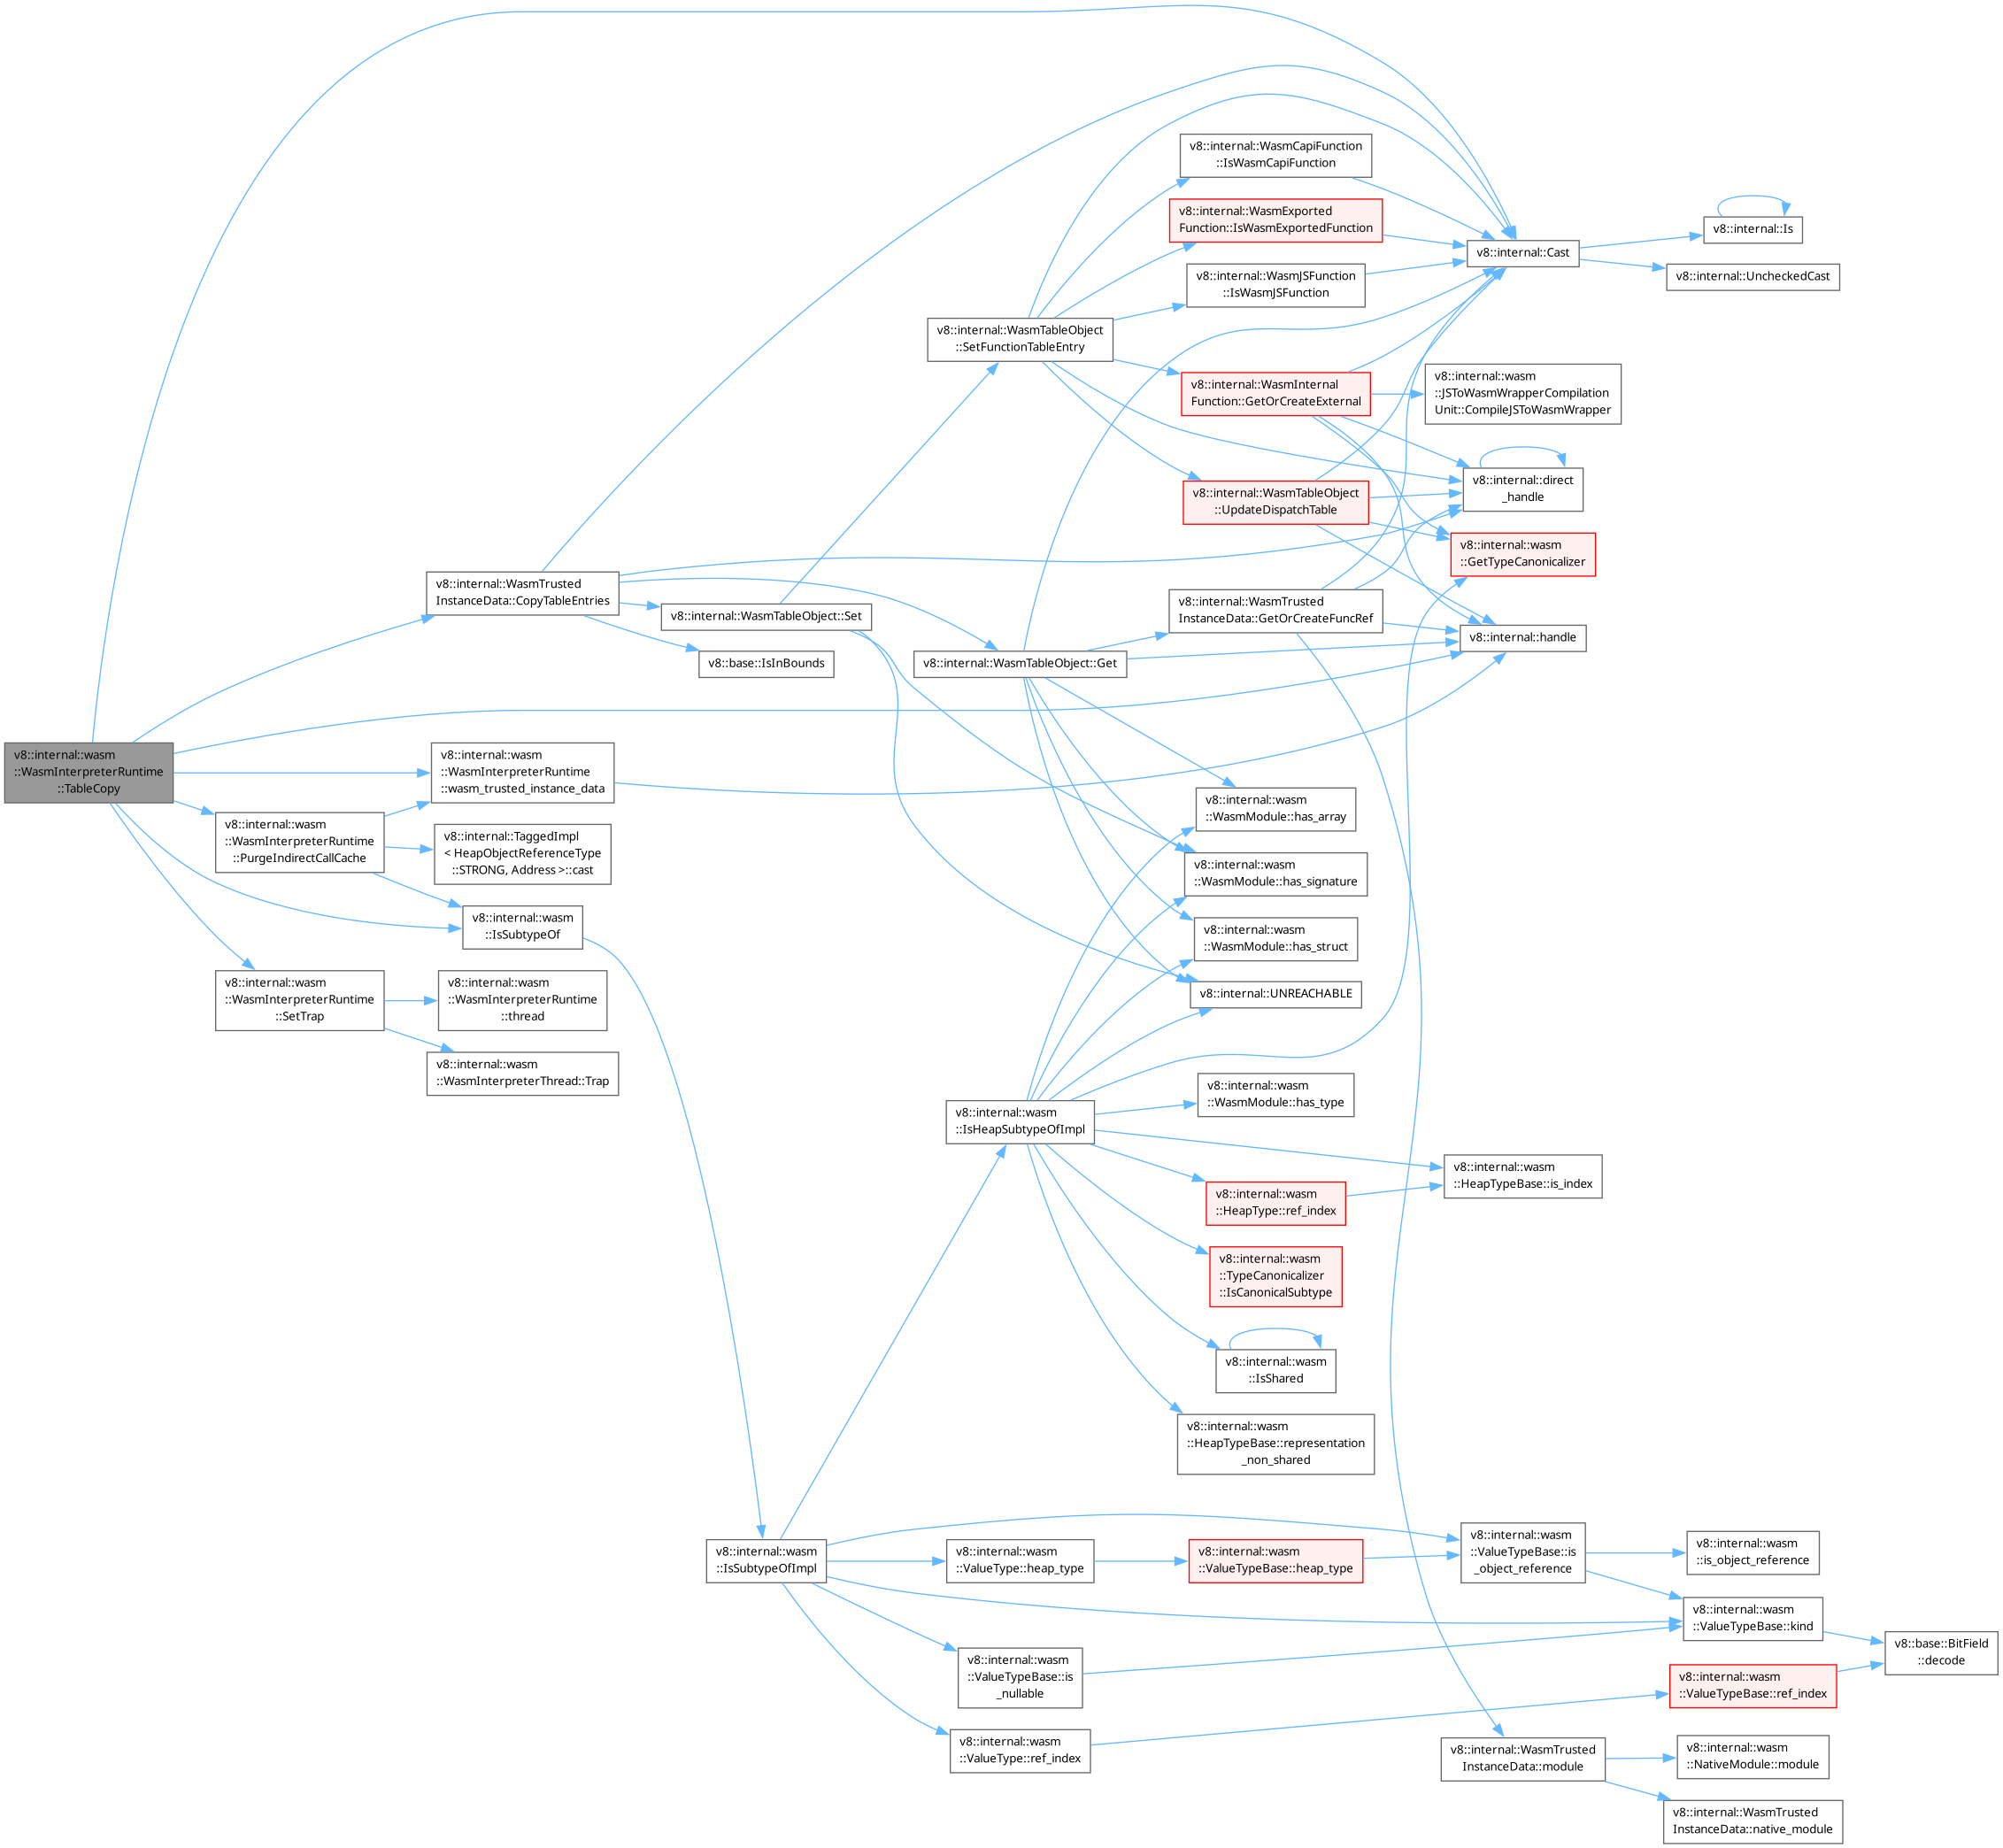 v8::internal::wasm
::WasmInterpreterRuntime
::TableCopy
v8::internal::WasmTrusted
InstanceData::CopyTableEntries
v8::internal::wasm
::WasmInterpreterRuntime
::wasm_trusted_instance_data
v8::internal::wasm
::WasmInterpreterRuntime
::PurgeIndirectCallCache
v8::internal::TaggedImpl
< HeapObjectReferenceType
::STRONG, Address >::cast
v8::internal::wasm
::IsSubtypeOf
v8::internal::wasm
::WasmInterpreterRuntime
::SetTrap
v8::internal::wasm
::WasmInterpreterRuntime
::thread
v8::internal::wasm
::WasmInterpreterThread::Trap
v8::internal::WasmTableObject::Set
v8::base::IsInBounds
v8::internal::wasm
::IsSubtypeOfImpl
v8::internal::WasmTableObject
::SetFunctionTableEntry
v8::internal::WasmTableObject::Get
v8::internal::wasm
::IsHeapSubtypeOfImpl
v8::internal::wasm
::ValueType::heap_type
v8::internal::wasm
::ValueTypeBase::is
_nullable
v8::internal::wasm
::ValueType::ref_index
v8::internal::WasmCapiFunction
::IsWasmCapiFunction
v8::internal::WasmExported
Function::IsWasmExportedFunction
v8::internal::WasmJSFunction
::IsWasmJSFunction
v8::internal::WasmInternal
Function::GetOrCreateExternal
v8::internal::WasmTableObject
::UpdateDispatchTable
v8::internal::WasmTrusted
InstanceData::GetOrCreateFuncRef
v8::internal::wasm
::WasmModule::has_array
v8::internal::wasm
::WasmModule::has_signature
v8::internal::wasm
::WasmModule::has_struct
v8::internal::UNREACHABLE
v8::internal::wasm
::WasmModule::has_type
v8::internal::wasm
::HeapType::ref_index
v8::internal::wasm
::TypeCanonicalizer
::IsCanonicalSubtype
v8::internal::wasm
::IsShared
v8::internal::wasm
::HeapTypeBase::representation
_non_shared
v8::internal::wasm
::ValueTypeBase::heap_type
v8::internal::Cast
v8::internal::wasm
::JSToWasmWrapperCompilation
Unit::CompileJSToWasmWrapper
v8::internal::direct
_handle
v8::internal::wasm
::GetTypeCanonicalizer
v8::internal::handle
v8::internal::wasm
::HeapTypeBase::is_index
v8::internal::wasm
::ValueTypeBase::is
_object_reference
v8::internal::WasmTrusted
InstanceData::module
v8::internal::Is
v8::internal::UncheckedCast
v8::internal::wasm
::is_object_reference
v8::internal::wasm
::ValueTypeBase::kind
v8::internal::wasm
::ValueTypeBase::ref_index
v8::internal::wasm
::NativeModule::module
v8::internal::WasmTrusted
InstanceData::native_module
v8::base::BitField
::decode